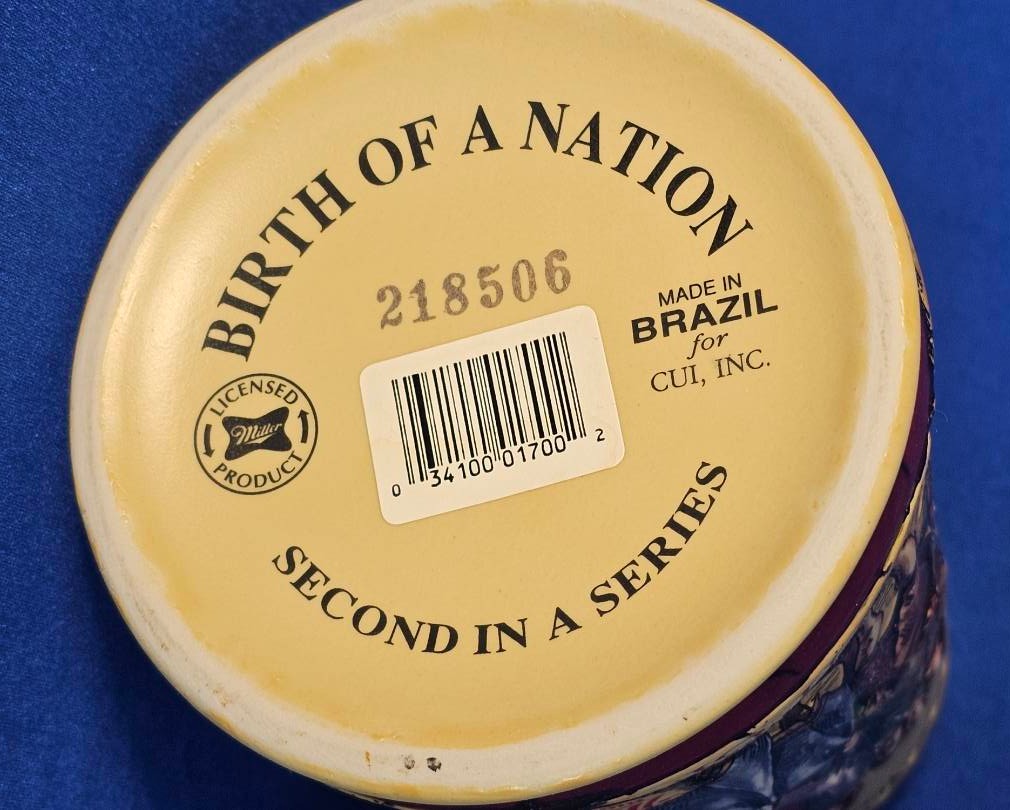 BIRTH OF A NATION
218506
MADE IN
BRAZIL
for
CUI, INC.
LICENSED
Miller
PRODUCT
0 34100 01700 2
SECOND IN A SERIES